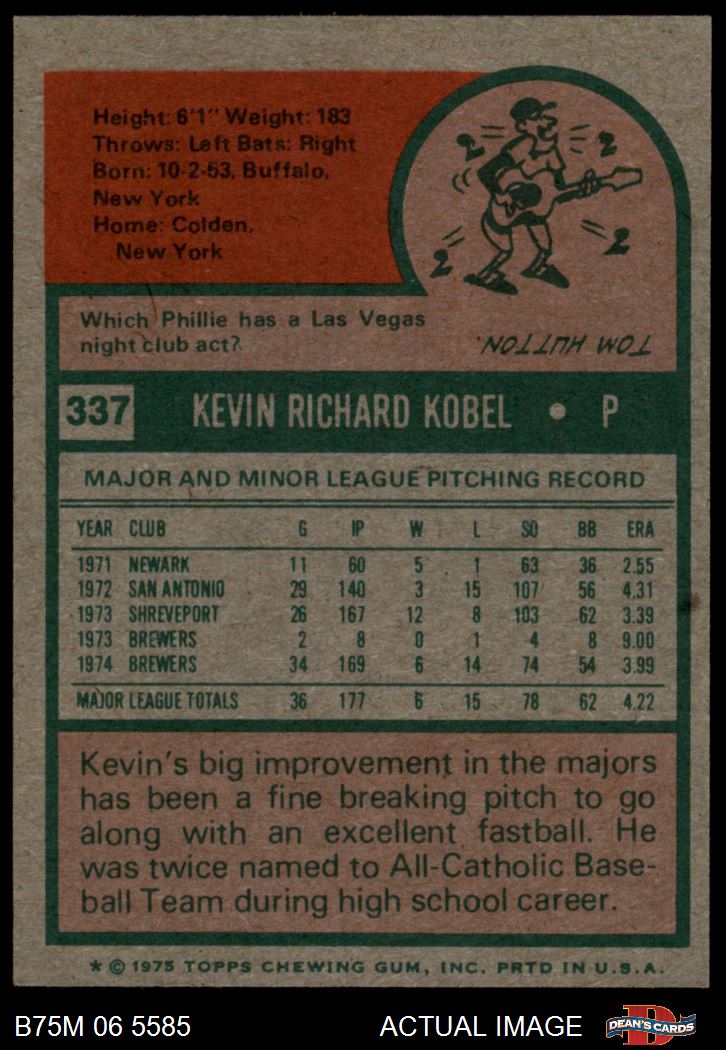 Height: 6'1" Weight: 183
Throws: Left Bats: Right
Born: 10-2-53, Buffalo,
New York
Home: Colden,
New York
2 2
2 2
Which Phillie has a Las Vegas
night club act?
TOM HUTTON.
337 KEVIN RICHARD KOBEL • P
MAJOR AND MINOR LEAGUE PITCHING RECORD
YEAR CLUB G IP W L SO BB ERA
1971 NEWARK 11 60 5 1 63 36 2.55
1972 SAN ANTONIO 29 140 3 15 107 56 4.31
1973 SHREVEPORT 26 167 12 8 103 62 3.39
1973 BREWERS 2 8 0 1 4 8 9.00
1974 BREWERS 34 169 6 14 74 54 3.99
MAJOR LEAGUE TOTALS 36 177 6 15 78 62 4.22
Kevin's big improvement in the majors
has been a fine breaking pitch to go
along with an excellent fastball. He
was twice named to All-Catholic Base-
ball Team during high school career.
* © 1975 TOPPS CHEWING GUM, INC. PRTD IN U.S.A.
B75M 06 5585 ACTUAL IMAGE D DEAN'S CARDS